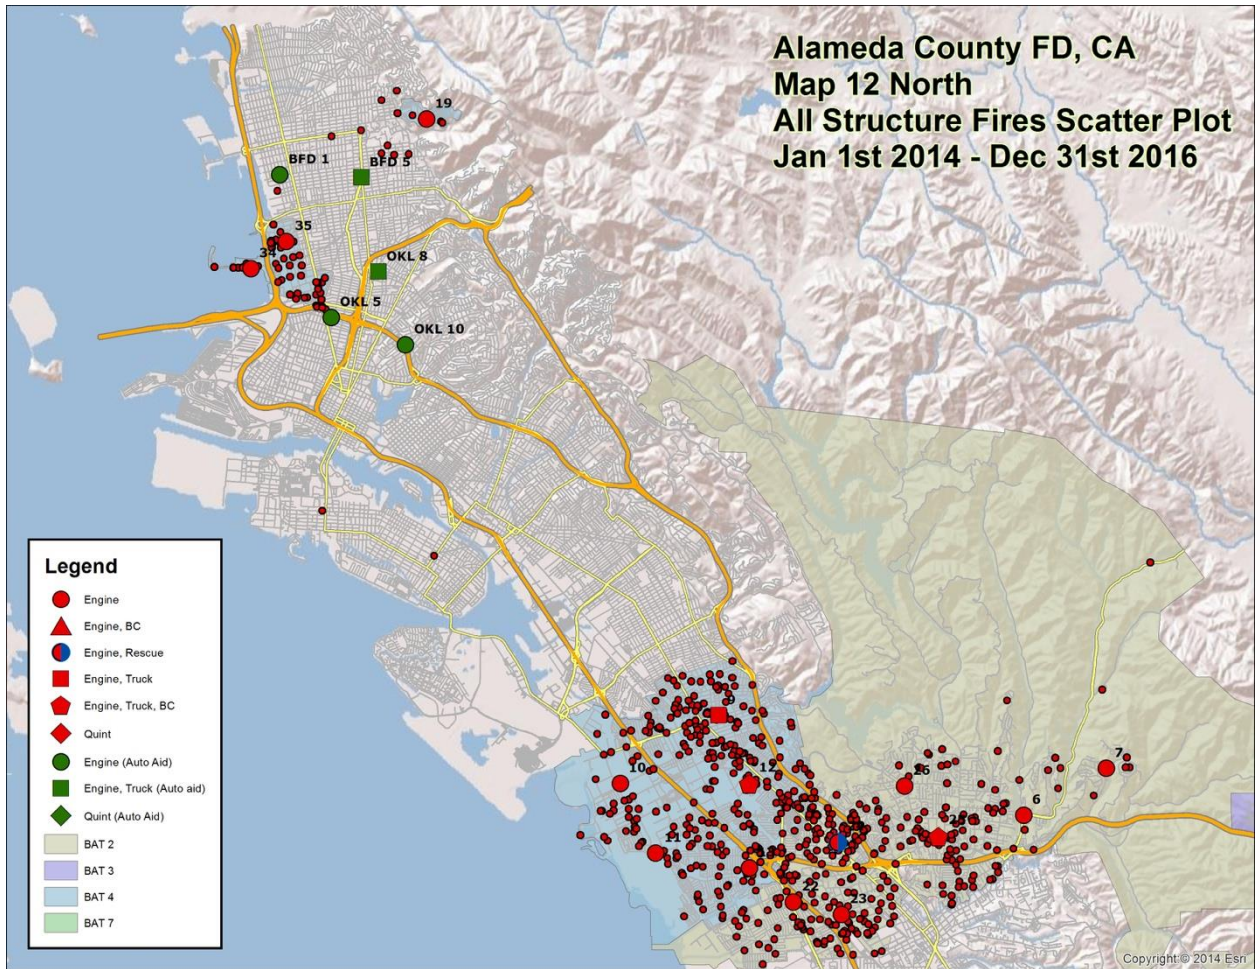 Alameda County FD, CA
Map 12 North
All Structure Fires Scatter Plot
Jan 1st 2014 - Dec 31st 2016
19
BFD 1
BFD 5
35
34
OKL 8
OKL 5
OKL 10
9
10
12
26
7
6
11
22
23
Legend
Engine
Engine, BC
Engine, Rescue
Engine, Truck
Engine, Truck, BC
Quint
Engine (Auto Aid)
Engine, Truck (Auto aid)
Quint (Auto Aid)
BAT 2
BAT 3
BAT 4
BAT 7
Copyright:© 2014 Esri